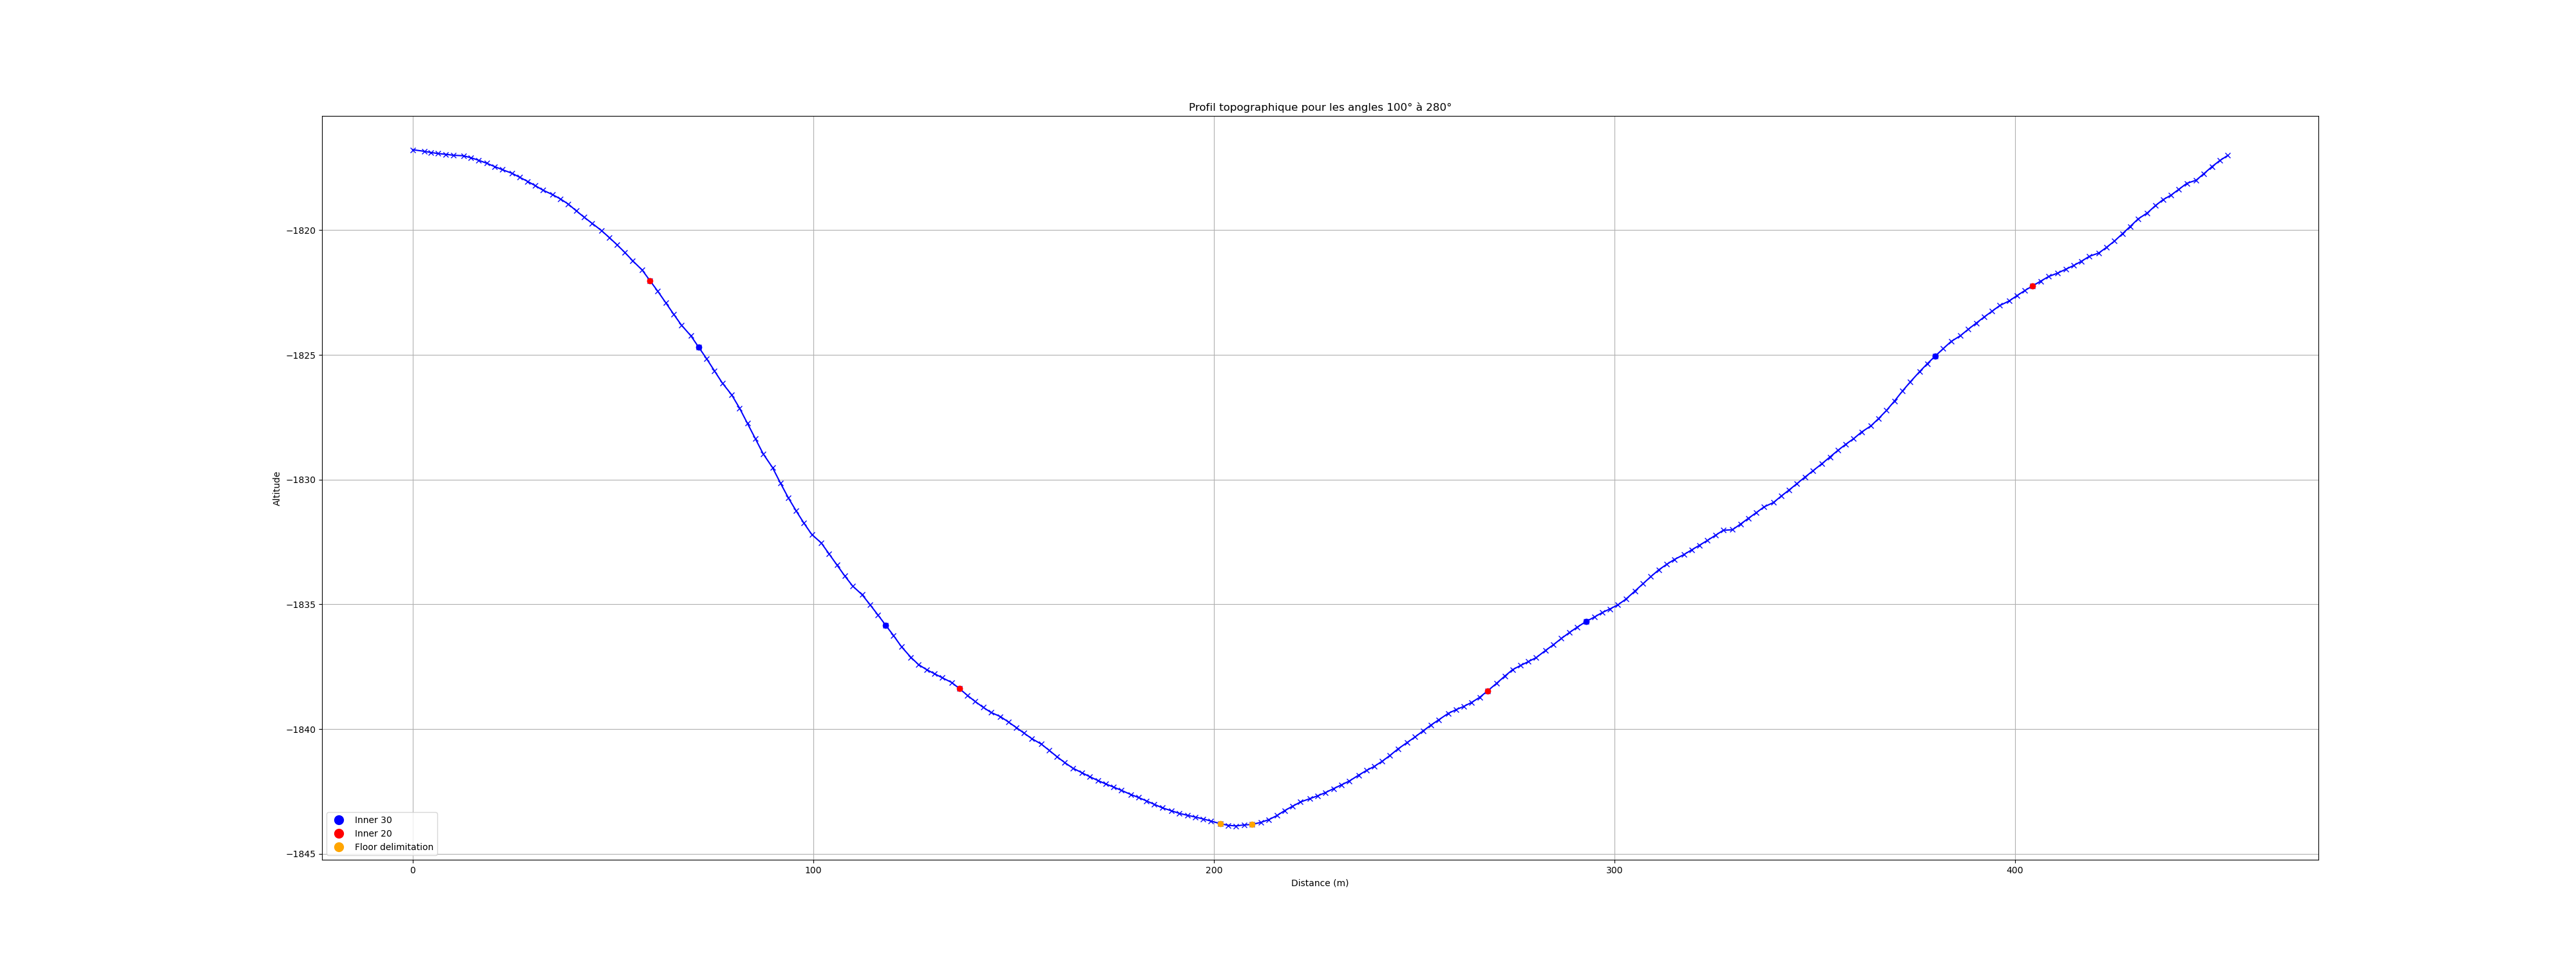 Profil topographique pour les angles 100° à 280°
Altitude
−1820
−1825
−1830
−1835
−1840
−1845
Inner 30
Inner 20
Floor delimitation
0 100 200 300 400
Distance (m)